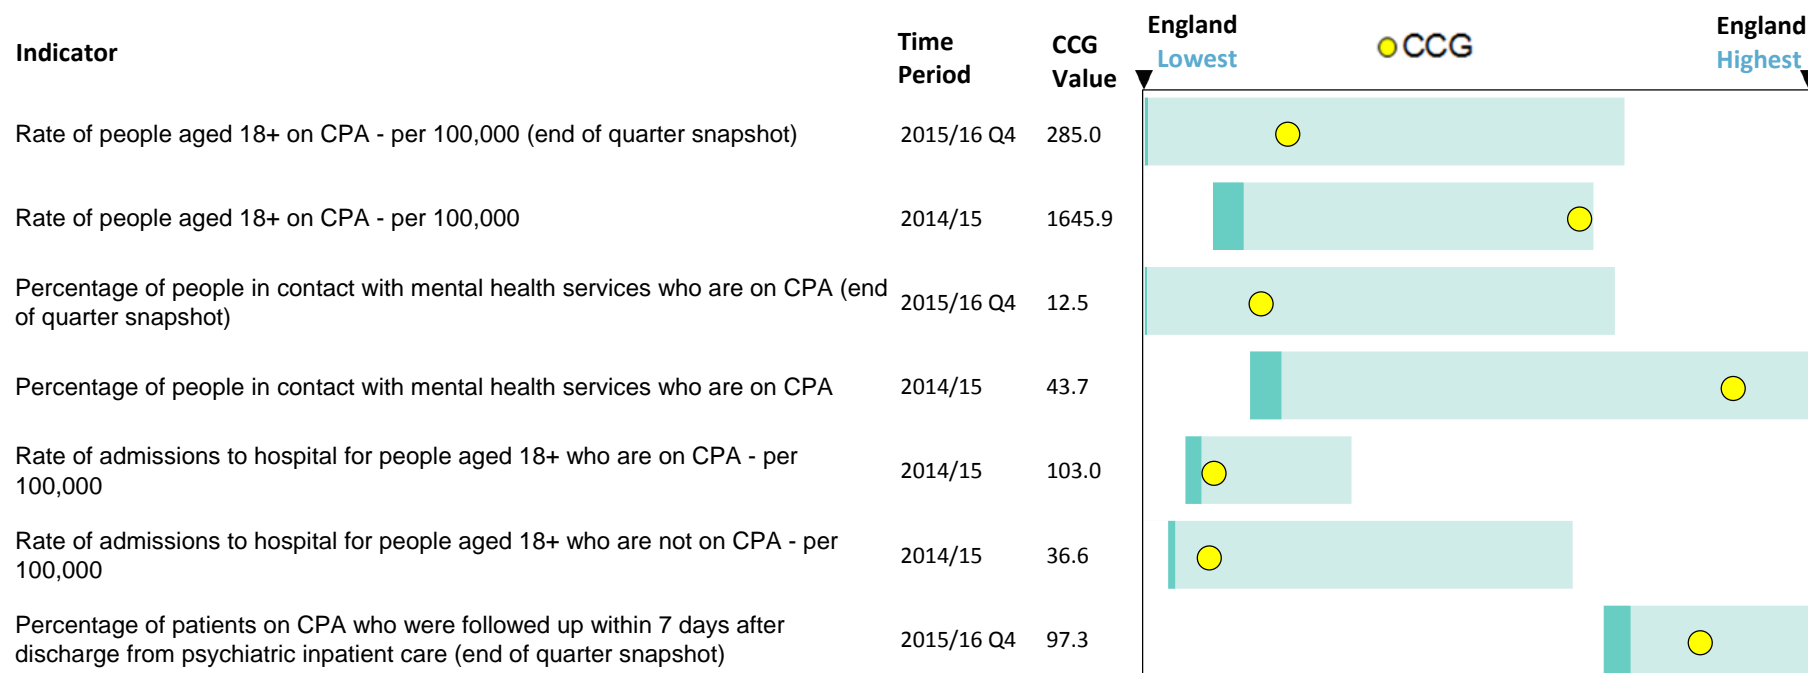 Indicator
Time Period
CCG Value
England Lowest
CCG
England Highest
Rate of people aged 18+ on CPA - per 100,000 (end of quarter snapshot) 2015/16 Q4 285.0
Rate of people aged 18+ on CPA - per 100,000 2014/15 1645.9
Percentage of people in contact with mental health services who are on CPA (end
of quarter snapshot) 2015/16 Q4 12.5
Percentage of people in contact with mental health services who are on CPA 2014/15 43.7
Rate of admissions to hospital for people aged 18+ who are on CPA - per
100,000 2014/15 103.0
Rate of admissions to hospital for people aged 18+ who are not on CPA - per
100,000 2014/15 36.6
Percentage of patients on CPA who were followed up within 7 days after
discharge from psychiatric inpatient care (end of quarter snapshot) 2015/16 Q4 97.3